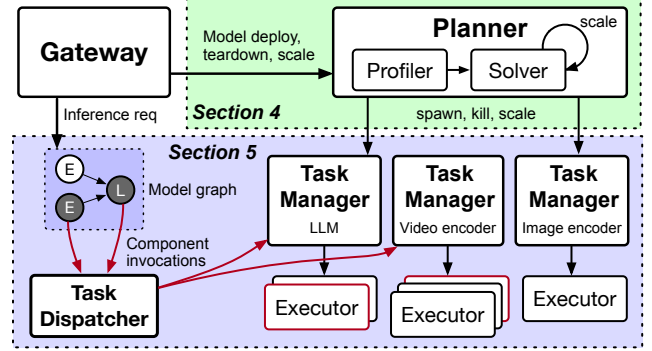 Gateway
Model deploy,
teardown, scale
Planner
Profiler
Solver
scale
Section 4
Inference req
spawn, kill, scale
Section 5
E
E
L
Model graph
Component
invocations
Task
Dispatcher
Task
Manager
LLM
Task
Manager
Video encoder
Task
Manager
Image encoder
Executor
Executor
Executor